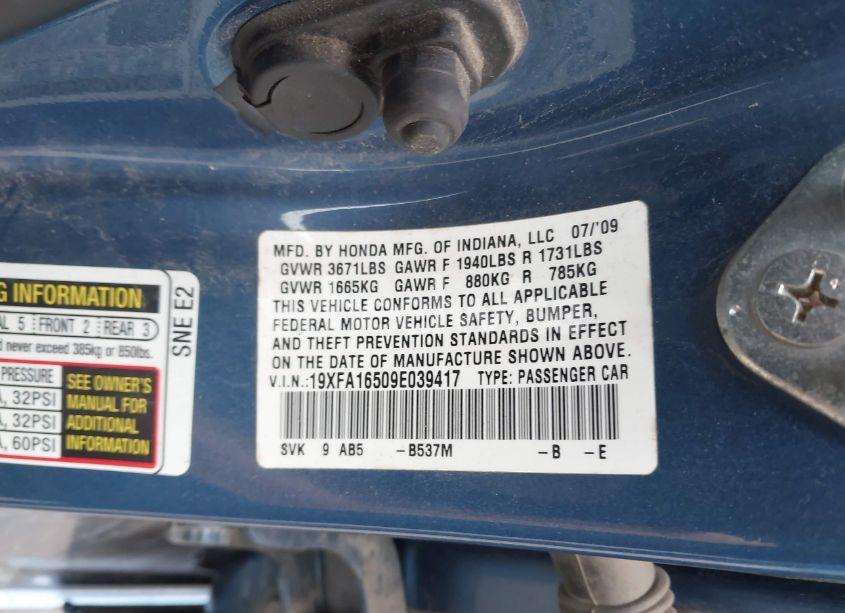 G INFORMATION
AL 5 FRONT 2 REAR 3
d never exceed 385kg or 850lbs.
PRESSURE
A, 32PSI
A, 32PSI
A, 60PSI
SEE OWNER'S
MANUAL FOR
ADDITIONAL
INFORMATION
SNE E2
MFD. BY HONDA MFG. OF INDIANA, LLC 07/'09
GVWR 3671LBS GAWR F 1940LBS R 1731LBS
GVWR 1665KG GAWR F 880KG R 785KG
THIS VEHICLE CONFORMS TO ALL APPLICABLE
FEDERAL MOTOR VEHICLE SAFETY, BUMPER,
AND THEFT PREVENTION STANDARDS IN EFFECT
ON THE DATE OF MANUFACTURE SHOWN ABOVE.
V.I.N.:19XFA16509E039417 TYPE: PASSENGER CAR
SVK 9 AB5 -B537M -B -E